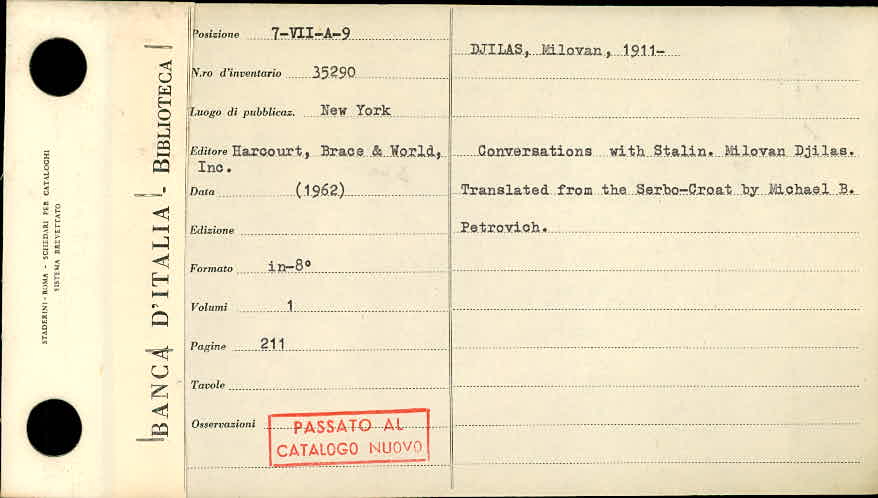 STADERINI - ROMA - SCHEDARI PER CATALOGHI
SISTEMA BREVETTATO
BANCA D'ITALIA - BIBLIOTECA
Posizione 7-VII-A-9
N.ro d'inventario 35290
Luogo di pubblicaz. New York
Editore Harcourt, Brace & World,
Inc.
Data (1962)
Edizione
Formato in-8°
Volumi 1
Pagine 211
Tavole
Osservazioni
PASSATO AL
CATALOGO NUOVO
DJILAS, Milovan, 1911-
Conversations with Stalin. Milovan Djilas.
Translated from the Serbo-Croat by Michael B.
Petrovich.